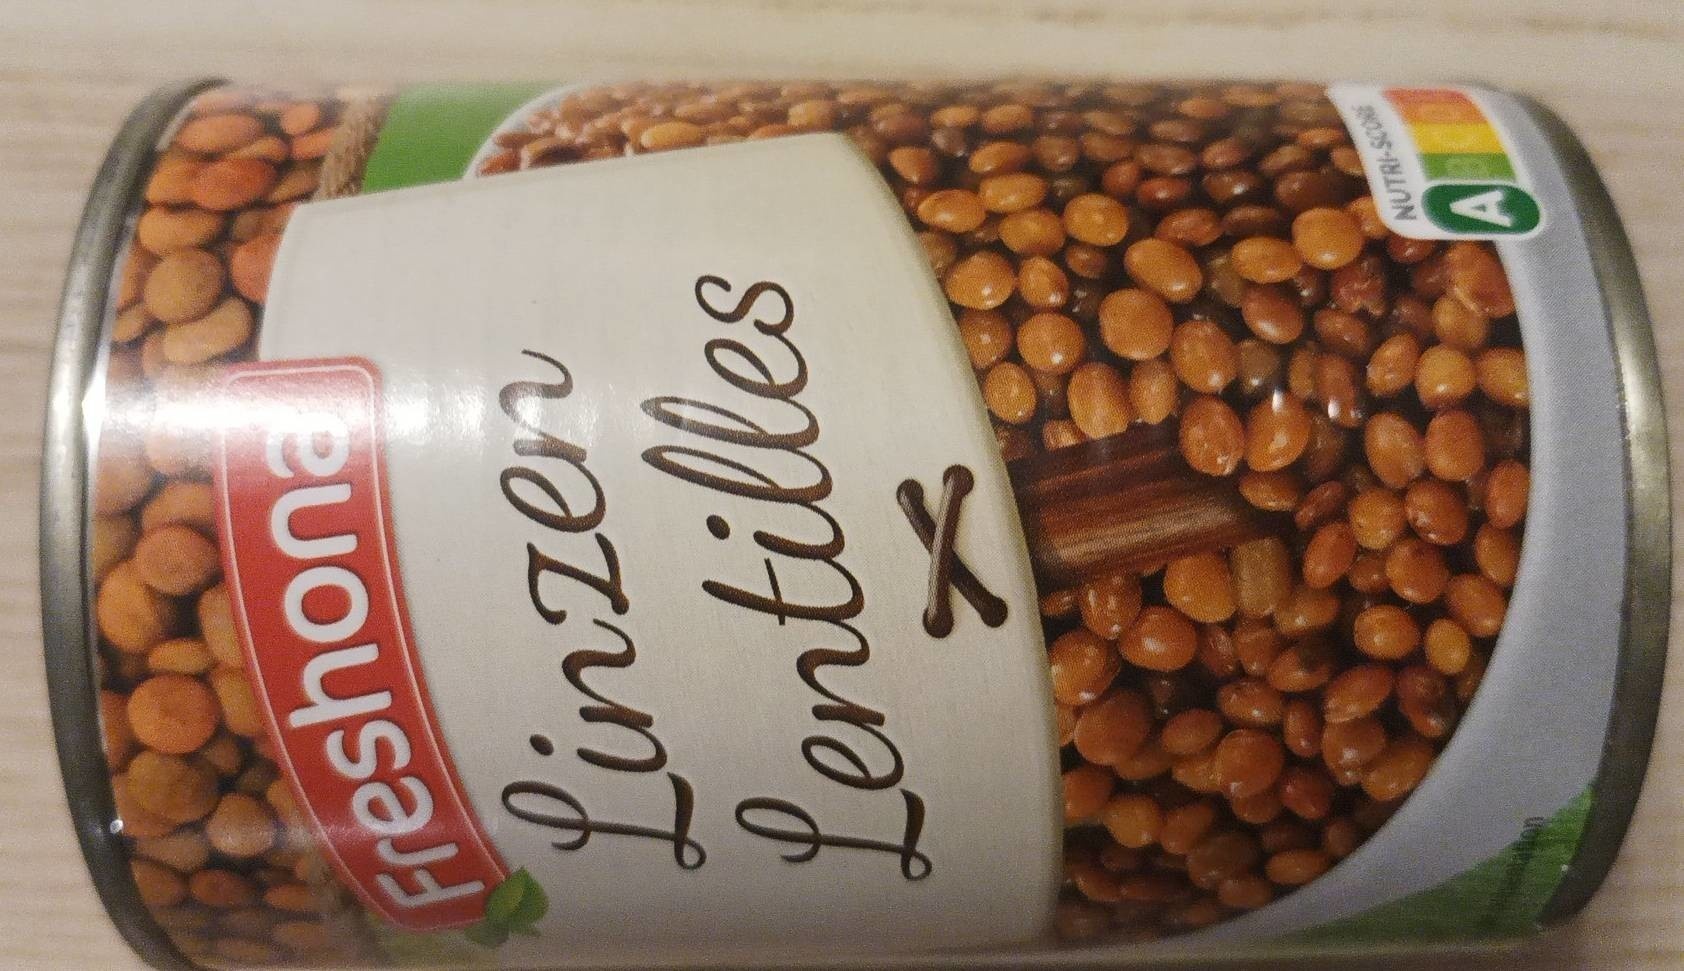 Freshona
Linzen
Lentilles
NUTRI-SCORE
A B C D E